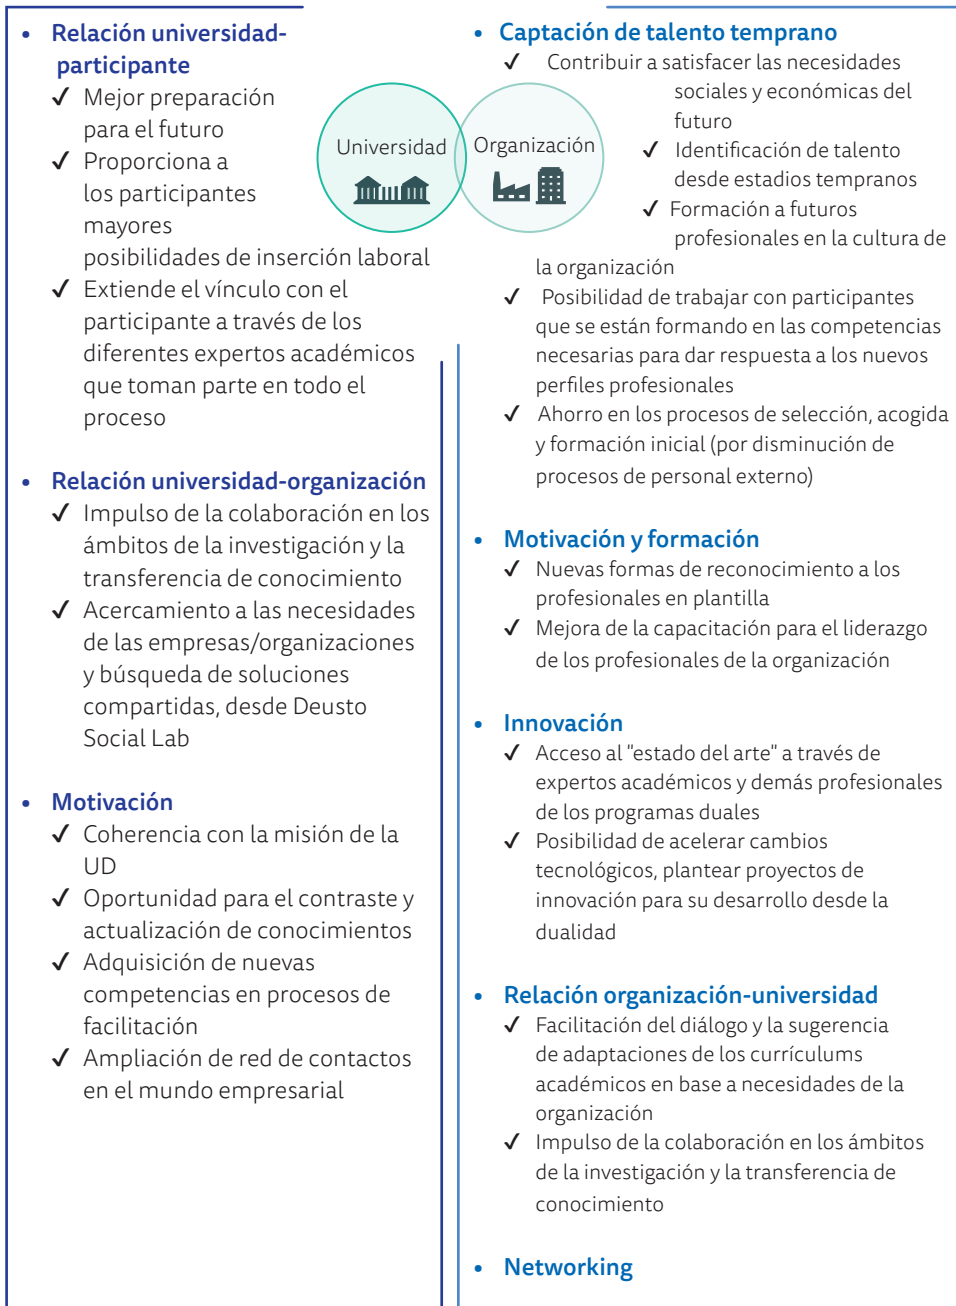 • Relación universidad-
participante
✓ Mejor preparación
para el futuro
✓ Proporciona a
los participantes
mayores
posibilidades de inserción laboral
✓ Extiende el vínculo con el
participante a través de los
diferentes expertos académicos
que toman parte en todo el
proceso
• Relación universidad-organización
✓ Impulso de la colaboración en los
ámbitos de la investigación y la
transferencia de conocimiento
✓ Acercamiento a las necesidades
de las empresas/organizaciones
y búsqueda de soluciones
compartidas, desde Deusto
Social Lab
• Motivación
✓ Coherencia con la misión de la
UD
✓ Oportunidad para el contraste y
actualización de conocimientos
✓ Adquisición de nuevas
competencias en procesos de
facilitación
✓ Ampliación de red de contactos
en el mundo empresarial
Universidad
Organización
• Captación de talento temprano
✓ Contribuir a satisfacer las necesidades
sociales y económicas del
futuro
✓ Identificación de talento
desde estadios tempranos
✓ Formación a futuros
profesionales en la cultura de
la organización
✓ Posibilidad de trabajar con participantes
que se están formando en las competencias
necesarias para dar respuesta a los nuevos
perfiles profesionales
✓ Ahorro en los procesos de selección, acogida
y formación inicial (por disminución de
procesos de personal externo)
• Motivación y formación
✓ Nuevas formas de reconocimiento a los
profesionales en plantilla
✓ Mejora de la capacitación para el liderazgo
de los profesionales de la organización
• Innovación
✓ Acceso al "estado del arte" a través de
expertos académicos y demás profesionales
de los programas duales
✓ Posibilidad de acelerar cambios
tecnológicos, plantear proyectos de
innovación para su desarrollo desde la
dualidad
• Relación organización-universidad
✓ Facilitación del diálogo y la sugerencia
de adaptaciones de los currículums
académicos en base a necesidades de la
organización
✓ Impulso de la colaboración en los ámbitos
de la investigación y la transferencia de
conocimiento
• Networking